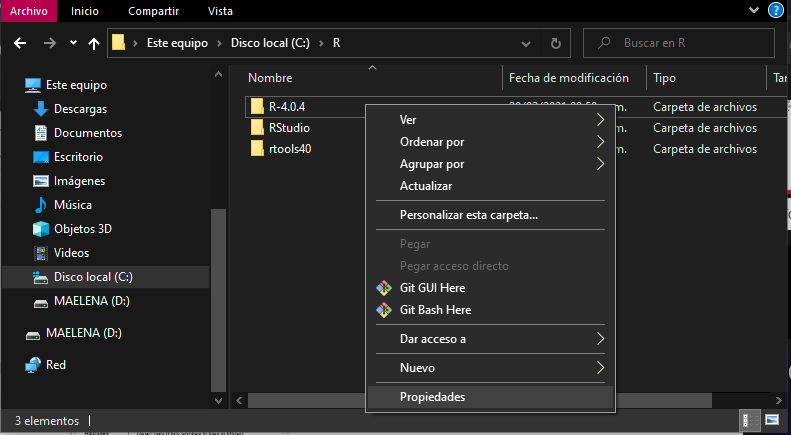 Archivo Inicio Compartir Vista
Este equipo Disco local (C:) R
Buscar en R
Nombre Fecha de modificación Tipo
R-4.0.4 Carpeta de archivos
RStudio m. Carpeta de archivos
rtools40 m. Carpeta de archivos
Este equipo
Descargas
Documentos
Escritorio
Imágenes
Música
Objetos 3D
Videos
Disco local (C:)
MAELENA (D:)
MAELENA (D:)
Red
Ver
Ordenar por
Agrupar por
Actualizar
Personalizar esta carpeta...
Pegar
Pegar acceso directo
Git GUI Here
Git Bash Here
Dar acceso a
Nuevo
Propiedades
3 elementos